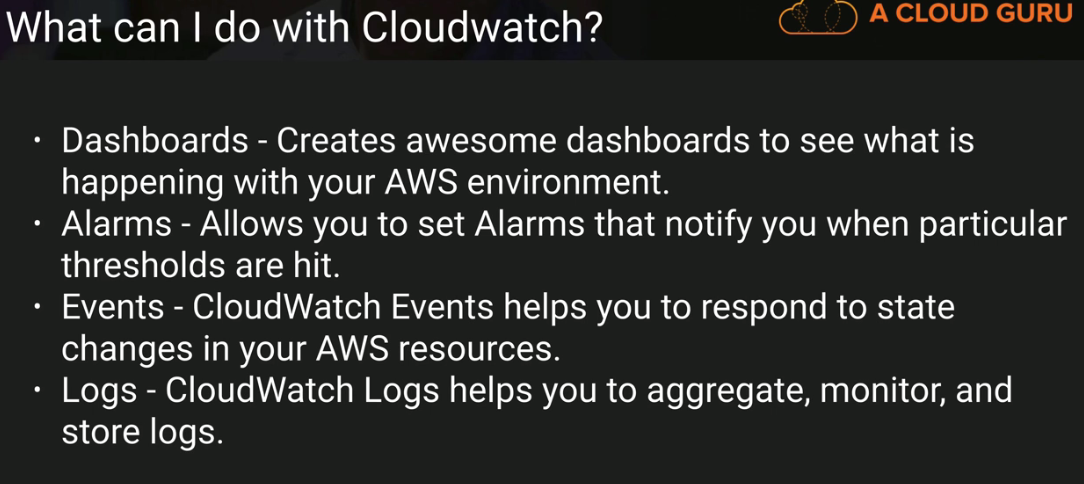 What can I do with Cloudwatch?
A CLOUD GURU
• Dashboards - Creates awesome dashboards to see what is
happening with your AWS environment.
• Alarms - Allows you to set Alarms that notify you when particular
thresholds are hit.
• Events - CloudWatch Events helps you to respond to state
changes in your AWS resources.
• Logs - CloudWatch Logs helps you to aggregate, monitor, and
store logs.